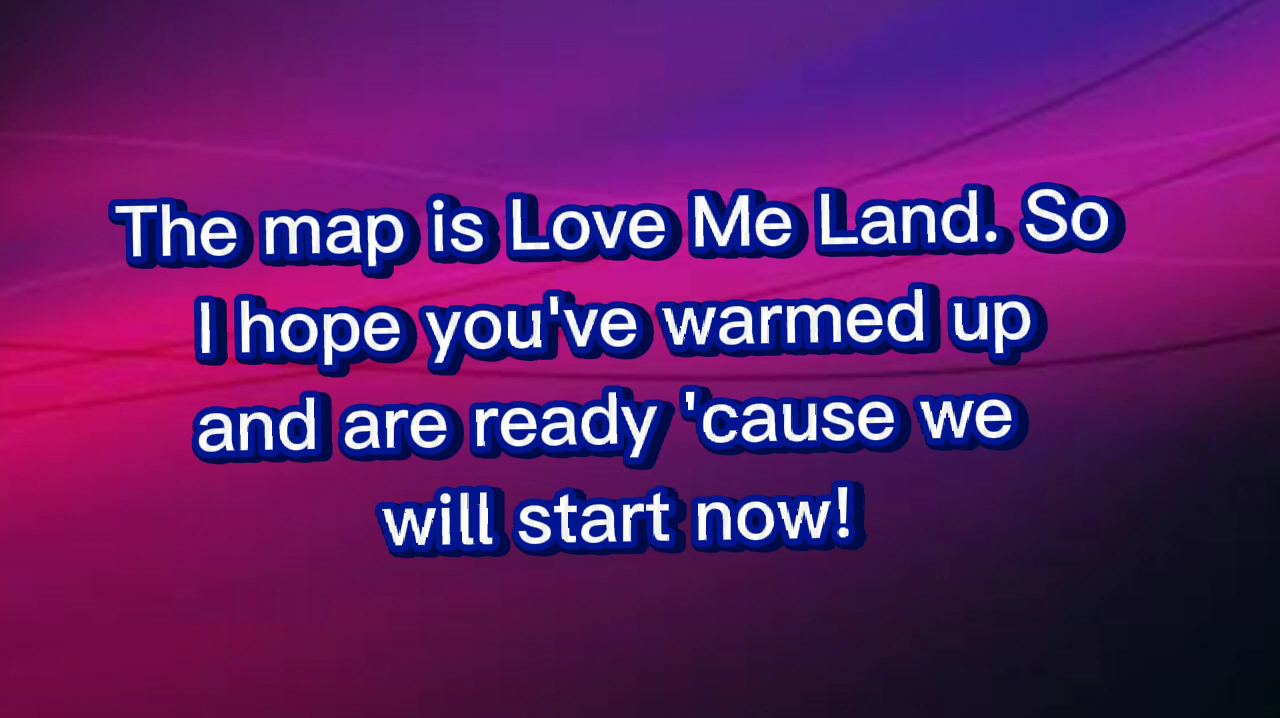 The map is Love Me Land. So
I hope you've warmed up
and are ready 'cause we
will start now!